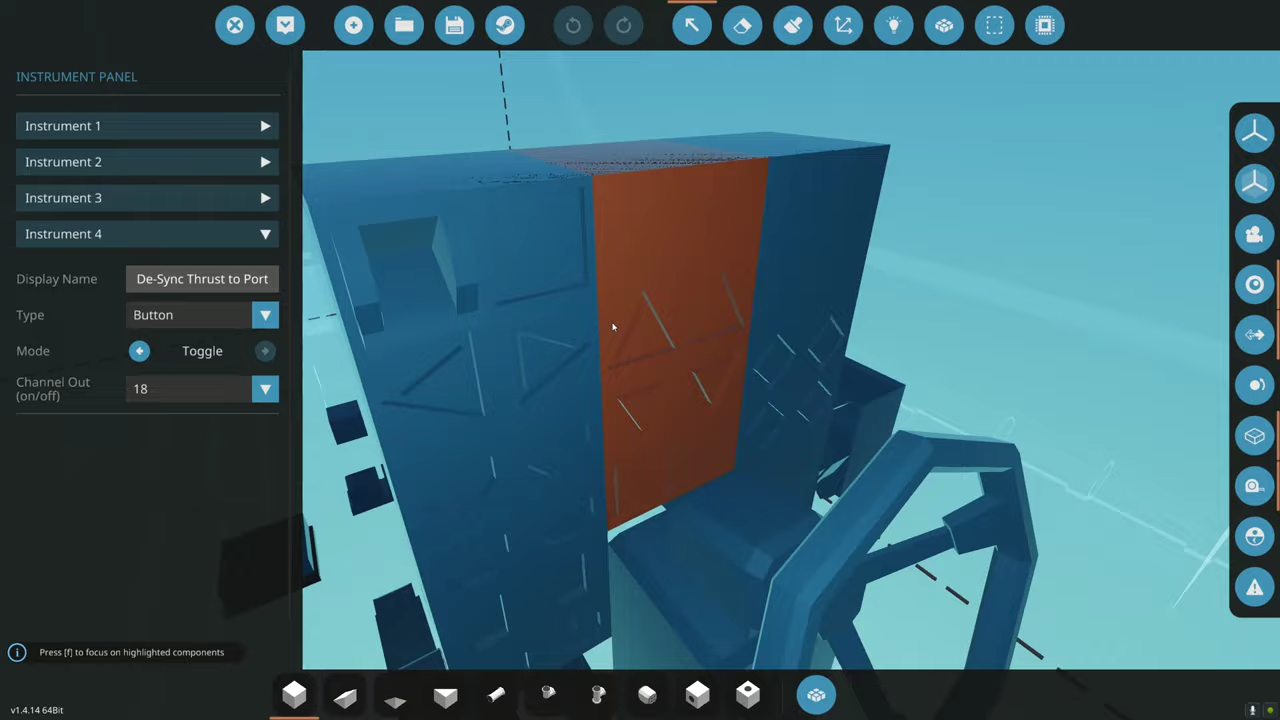 INSTRUMENT PANEL
Instrument 1
Instrument 2
Instrument 3
Instrument 4
Display Name De-Sync Thrust to Port
Type Button
Mode Toggle
Channel Out
(on/off) 18
Press [f] to focus on highlighted components
v1.4.14 64Bit